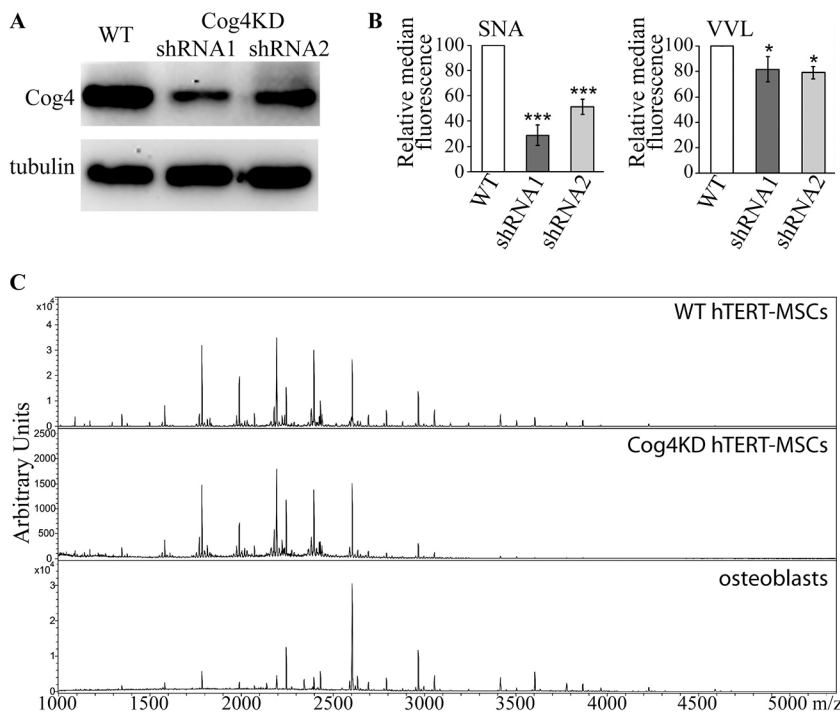 A
WT
Cog4KD
shRNA1 shRNA2
Cog4
tubulin
B
SNA
Relative median
fluorescence
100
80
60
40
20
0
***
***
WT
shRNA1
shRNA2
VVL
Relative median
fluorescence
100
80
60
40
20
0
*
*
WT
shRNA1
shRNA2
C
Arbitrary Units
x10⁴
4
3
2
1
0
WT hTERT-MSCs
2500
2000
1500
1000
500
0
Cog4KD hTERT-MSCs
x10⁴
3
2
1
0
osteoblasts
1000 1500 2000 2500 3000 3500 4000 4500 5000 m/z